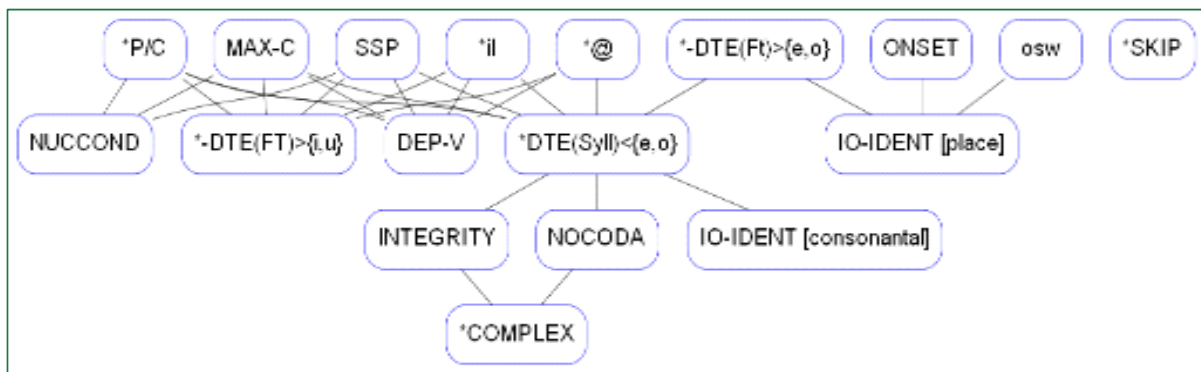 *P/C MAX-C SSP *il *@ *-DTE(Ft)>{e,o} ONSET osw *SKIP
NUCCOND *-DTE(FT)>{i,u} DEP-V *DTE(Syll)<{e,o} IO-IDENT [place]
INTEGRITY NOCODA IO-IDENT [consonantal]
*COMPLEX